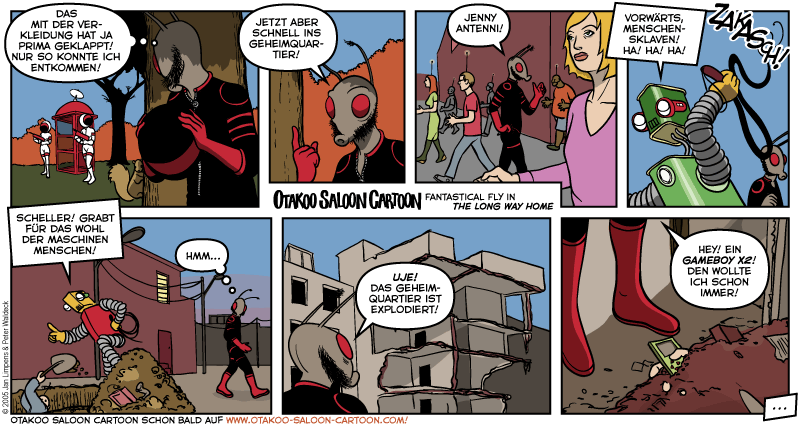 DAS
MIT DER VER-
KLEIDUNG HAT JA
PRIMA GEKLAPPT!
NUR SO KONNTE ICH
ENTKOMMEN!
JETZT ABER
SCHNELL INS
GEHEIMQUAR-
TIER!
JENNY
ANTENNI!
VORWÄRTS,
MENSCHEN-
SKLAVEN!
HA! HA! HA!
ZAKASCH!
OTAKOO SALOON CARTOON
FANTASTICAL FLY IN
THE LONG WAY HOME
SCHELLER! GRABT
FÜR DAS WOHL
DER MASCHINEN
MENSCHEN!
HMM...
UJE!
DAS GEHEIM-
QUARTIER IST
EXPLODIERT!
HEY! EIN
GAMEBOY X2!
DEN WOLLTE
ICH SCHON
IMMER!
...
© 2005 Jan Limpens & Peter Waldeck
OTAKOO SALOON CARTOON SCHON BALD AUF WWW.OTAKOO-SALOON-CARTOON.COM!